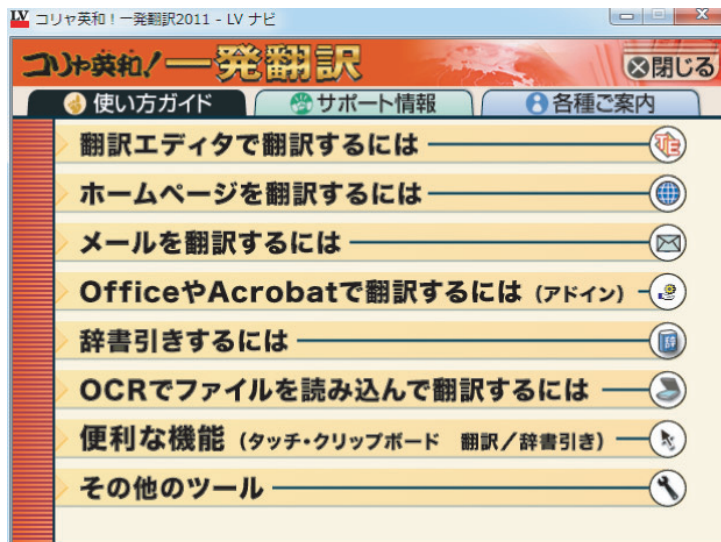 LV コリヤ英和！一発翻訳2011 - LV ナビ
コリャ英和！一発翻訳
閉じる
使い方ガイド
サポート情報
各種ご案内
翻訳エディタで翻訳するには
ホームページを翻訳するには
メールを翻訳するには
OfficeやAcrobatで翻訳するには（アドイン）
辞書引きするには
OCRでファイルを読み込んで翻訳するには
便利な機能（タッチ・クリップボード　翻訳／辞書引き）
その他のツール